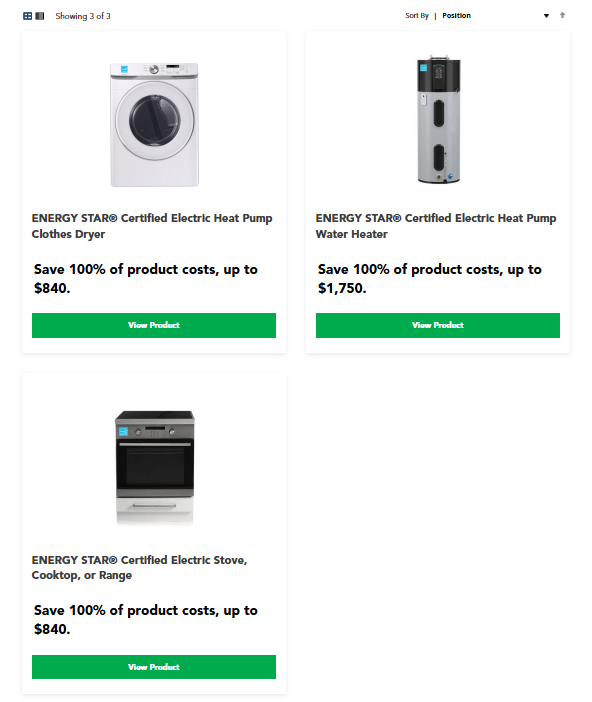 Showing 3 of 3
Sort By | Position
ENERGY STAR® Certified Electric Heat Pump
Clothes Dryer
Save 100% of product costs, up to
$840.
View Product
ENERGY STAR® Certified Electric Heat Pump
Water Heater
Save 100% of product costs, up to
$1,750.
View Product
ENERGY STAR® Certified Electric Stove,
Cooktop, or Range
Save 100% of product costs, up to
$840.
View Product